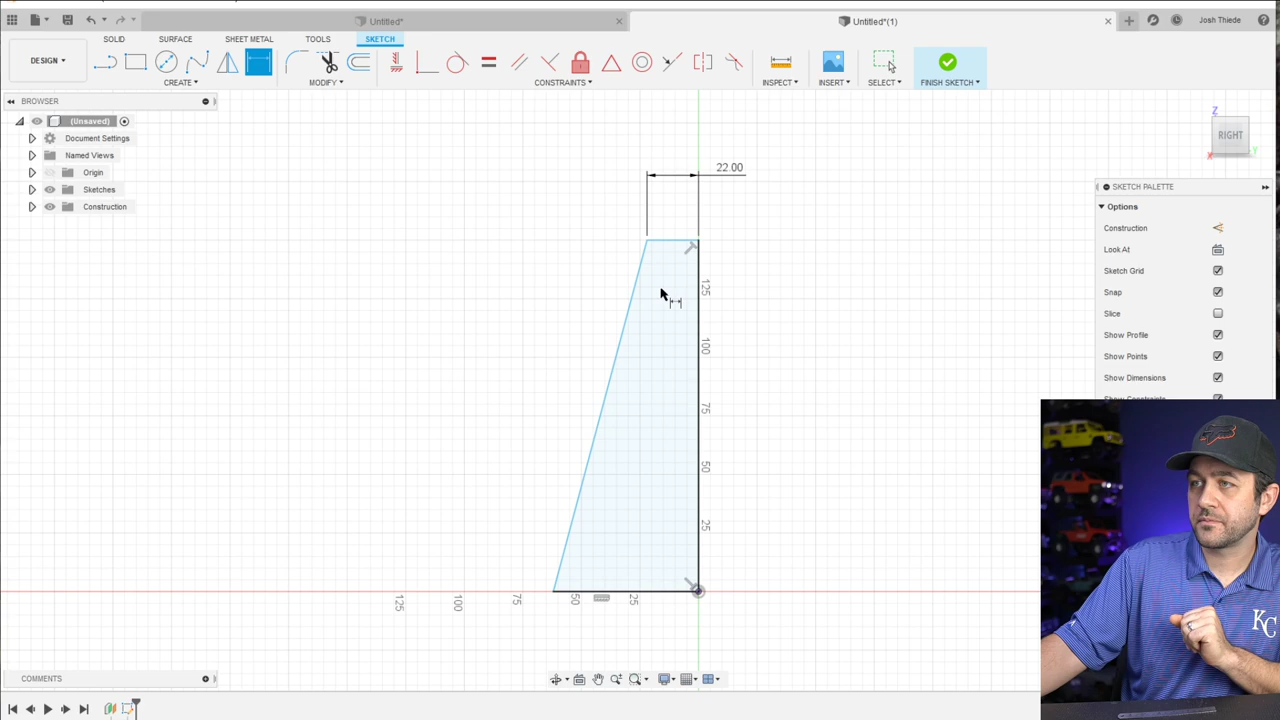 Untitled*
Untitled*(1)
Josh Thiede
SOLID
SURFACE
SHEET METAL
TOOLS
SKETCH
DESIGN
CREATE
MODIFY
CONSTRAINTS
INSPECT
INSERT
SELECT
FINISH SKETCH
BROWSER
(Unsaved)
Document Settings
Named Views
Origin
Sketches
Construction
Z
RIGHT
X
Y
22.00
125
100
75
50
25
125
100
75
50
25
SKETCH PALETTE
Options
Construction
Look At
Sketch Grid
Snap
Slice
Show Profile
Show Points
Show Dimensions
Show Constraints
KC
COMMENTS